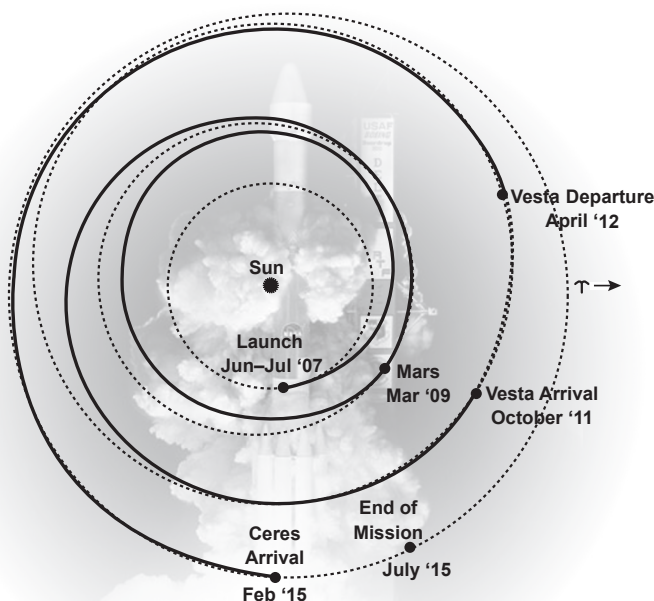 Vesta Departure
April ‘12
Sun
♈→
Launch
Jun–Jul ‘07
Mars
Mar ‘09
Vesta Arrival
October ‘11
End of
Mission
July ‘15
Ceres
Arrival
Feb ‘15
USAF